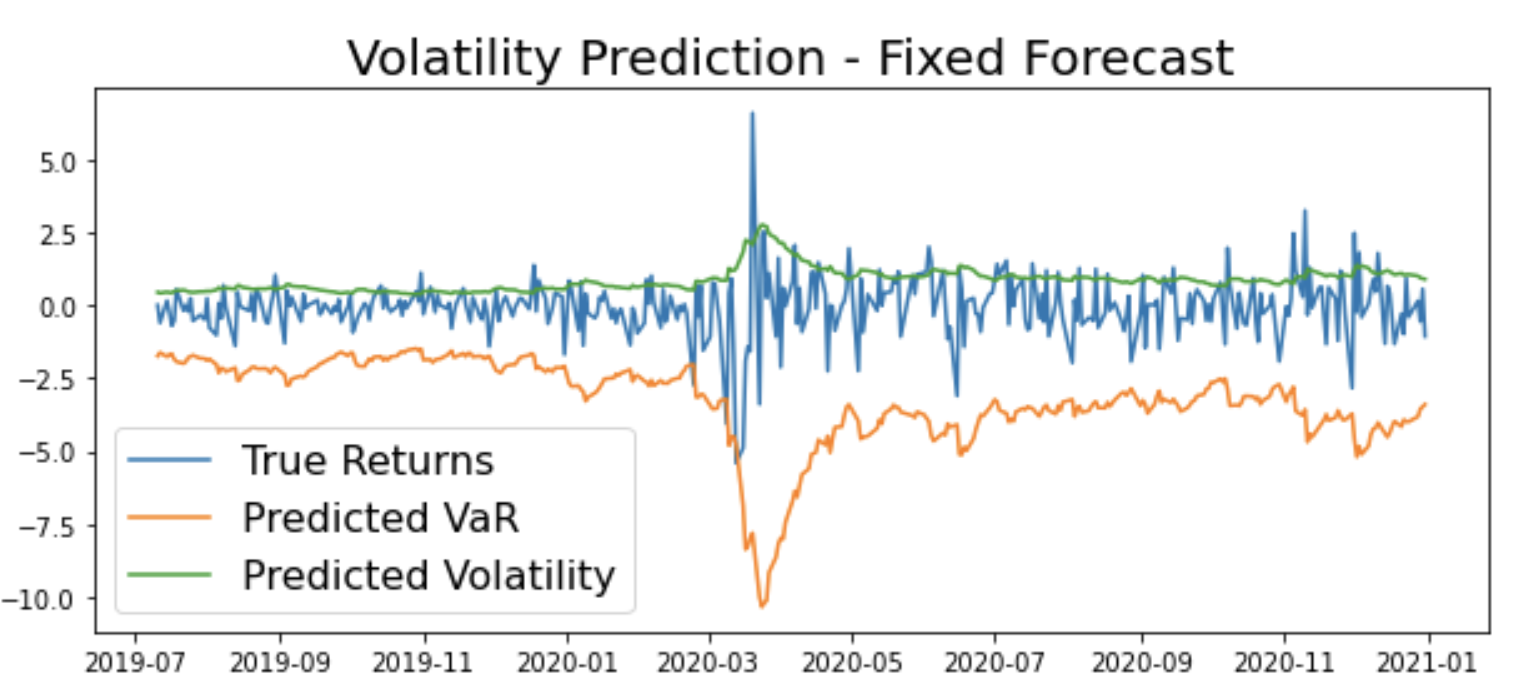 Volatility Prediction - Fixed Forecast
5.0
2.5
0.0
−2.5
−5.0
−7.5
−10.0
True Returns
Predicted VaR
Predicted Volatility
2019-07 2019-09 2019-11 2020-01 2020-03 2020-05 2020-07 2020-09 2020-11 2021-01